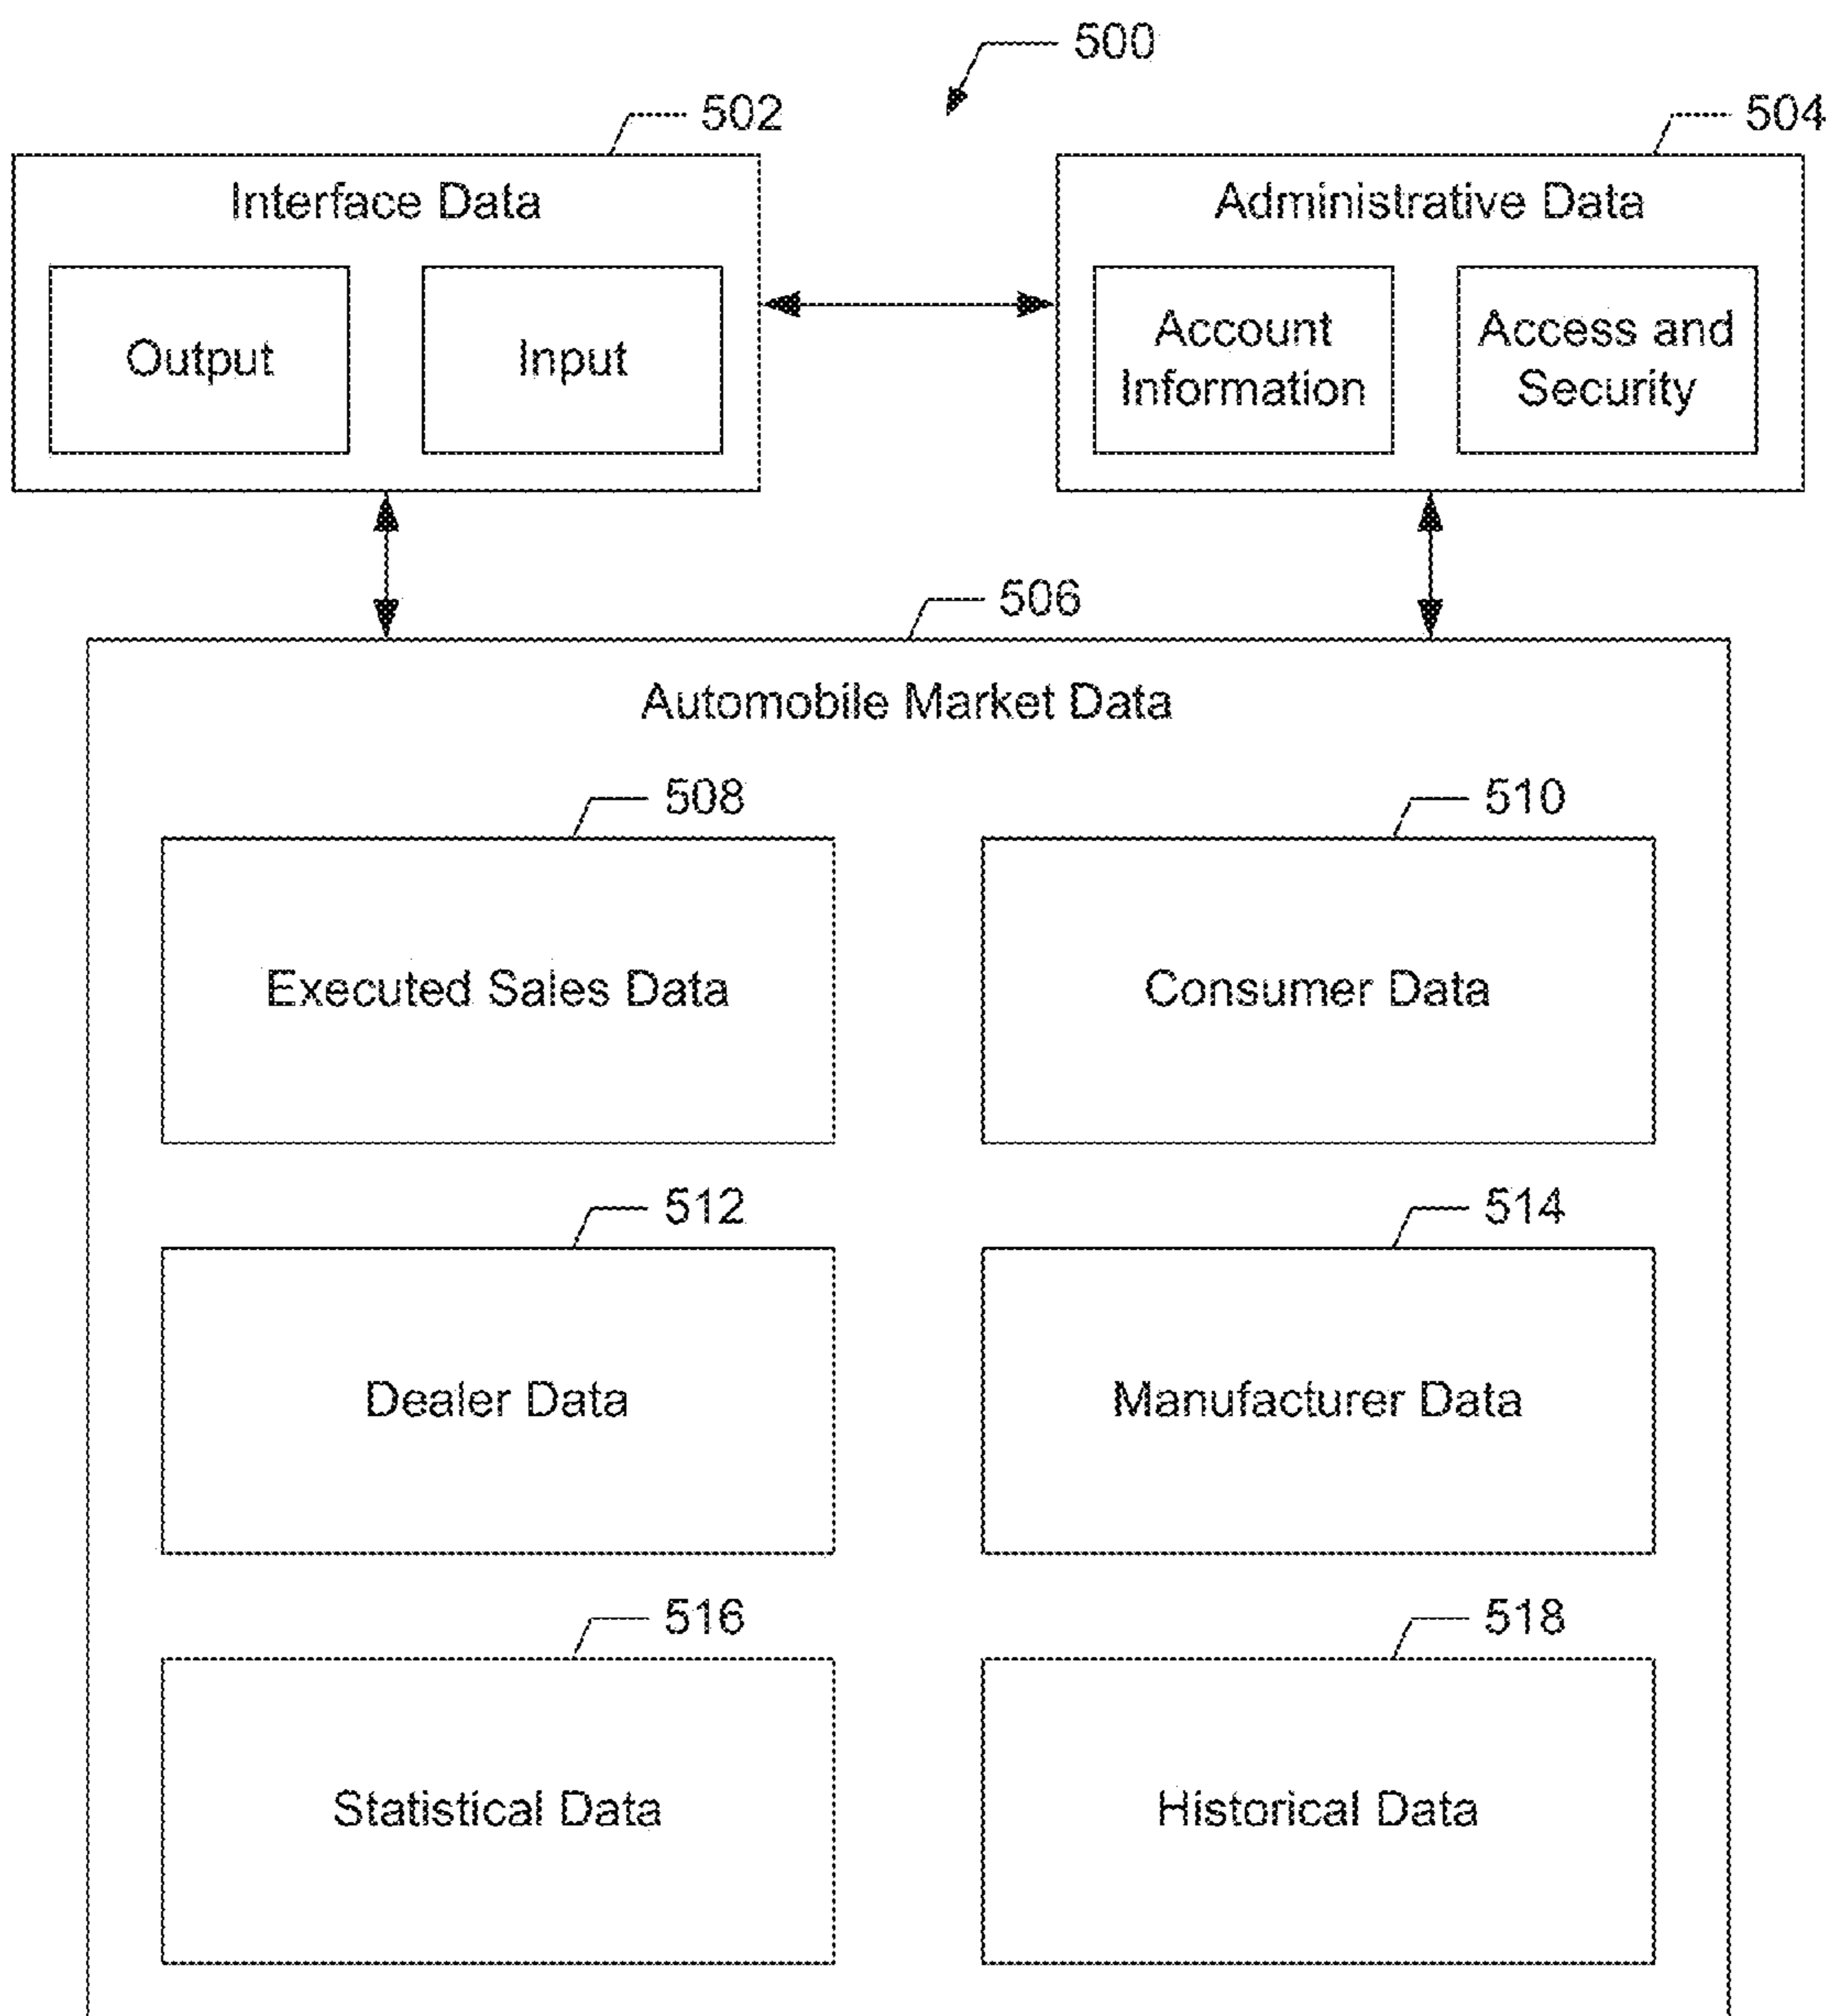 500
502
504
Interface Data
Administrative Data
Output
Input
Account
Information
Access and
Security
506
Automobile Market Data
508
510
Executed Sales Data
Consumer Data
512
514
Dealer Data
Manufacturer Data
516
518
Statistical Data
Historical Data